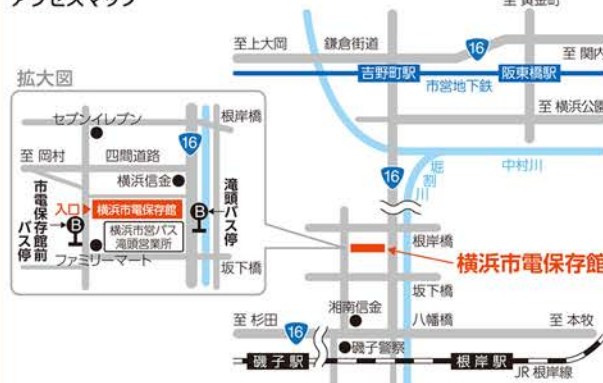 アクセスマップ
至 黄金町
至上大岡
鎌倉街道
16
至 関内
吉野町駅
阪東橋駅
市営地下鉄
至 横浜公園
中村川
堀割川
16
拡大図
セブンイレブン
根岸橋
16
至 岡村
四間道路
横浜信金
滝頭バス停
市電保存館前
バス停
入口
横浜市電保存館
B
B
横浜市営バス
滝頭営業所
ファミリーマート
坂下橋
根岸橋
横浜市電保存館
坂下橋
湘南信金
至 杉田
16
八幡橋
至 本牧
磯子警察
磯子駅
根岸駅
JR 根岸線